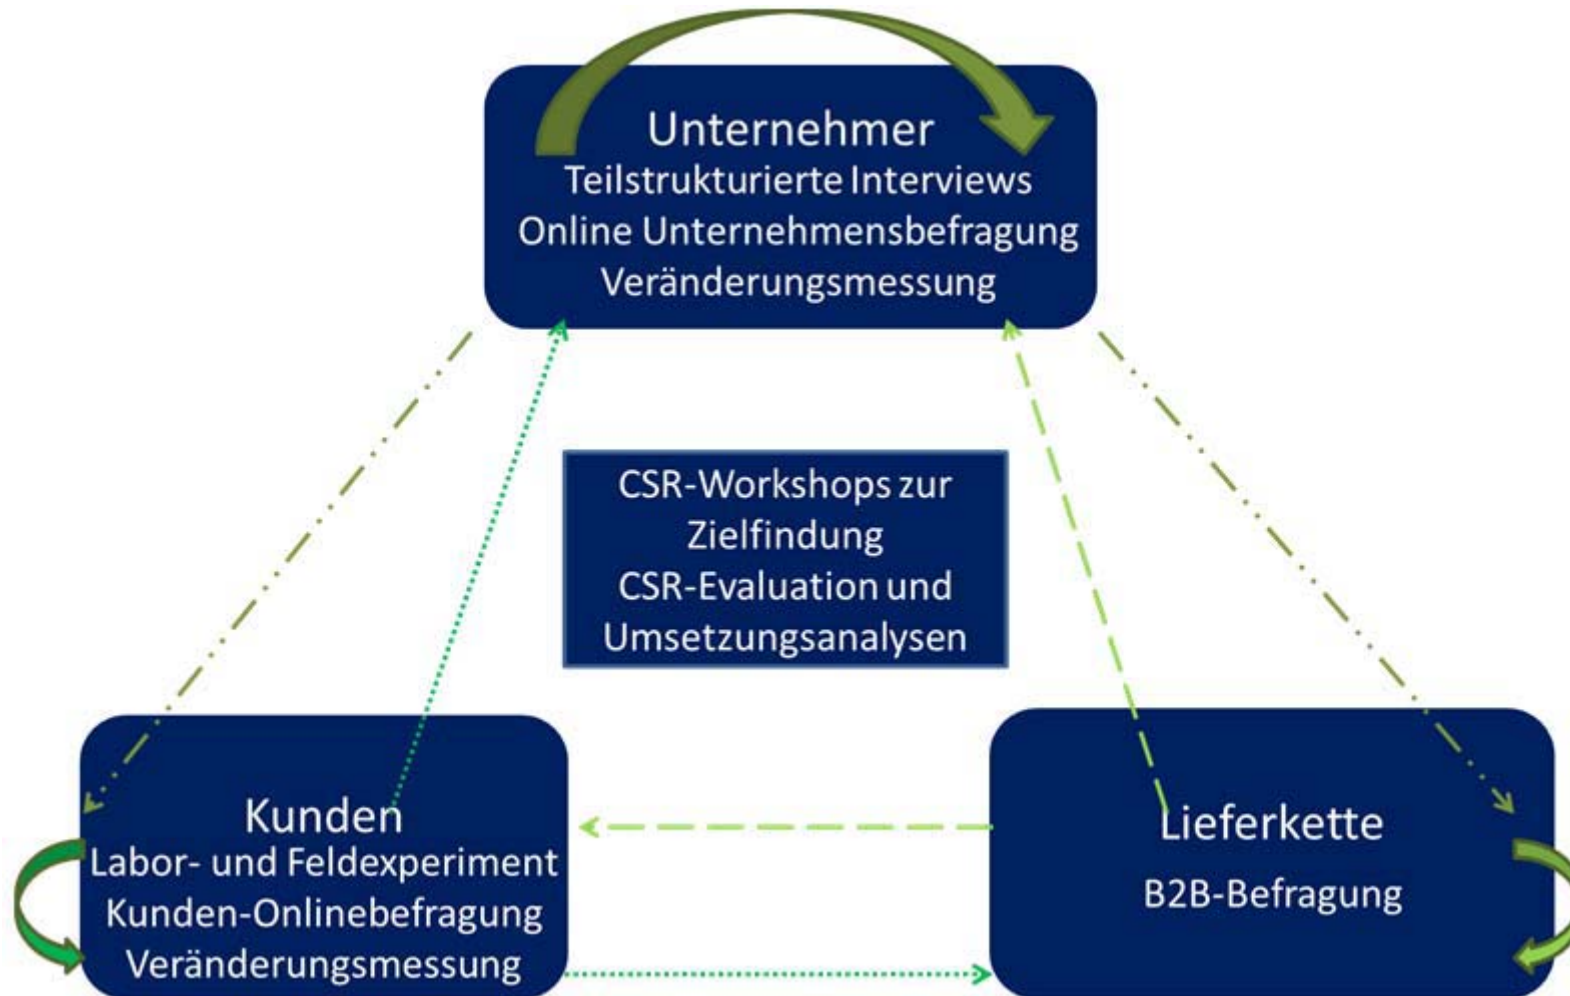 Unternehmer
Teilstrukturierte Interviews
Online Unternehmensbefragung
Veränderungsmessung
CSR-Workshops zur
Zielfindung
CSR-Evaluation und
Umsetzungsanalysen
Kunden
Labor- und Feldexperiment
Kunden-Onlinebefragung
Veränderungsmessung
Lieferkette
B2B-Befragung